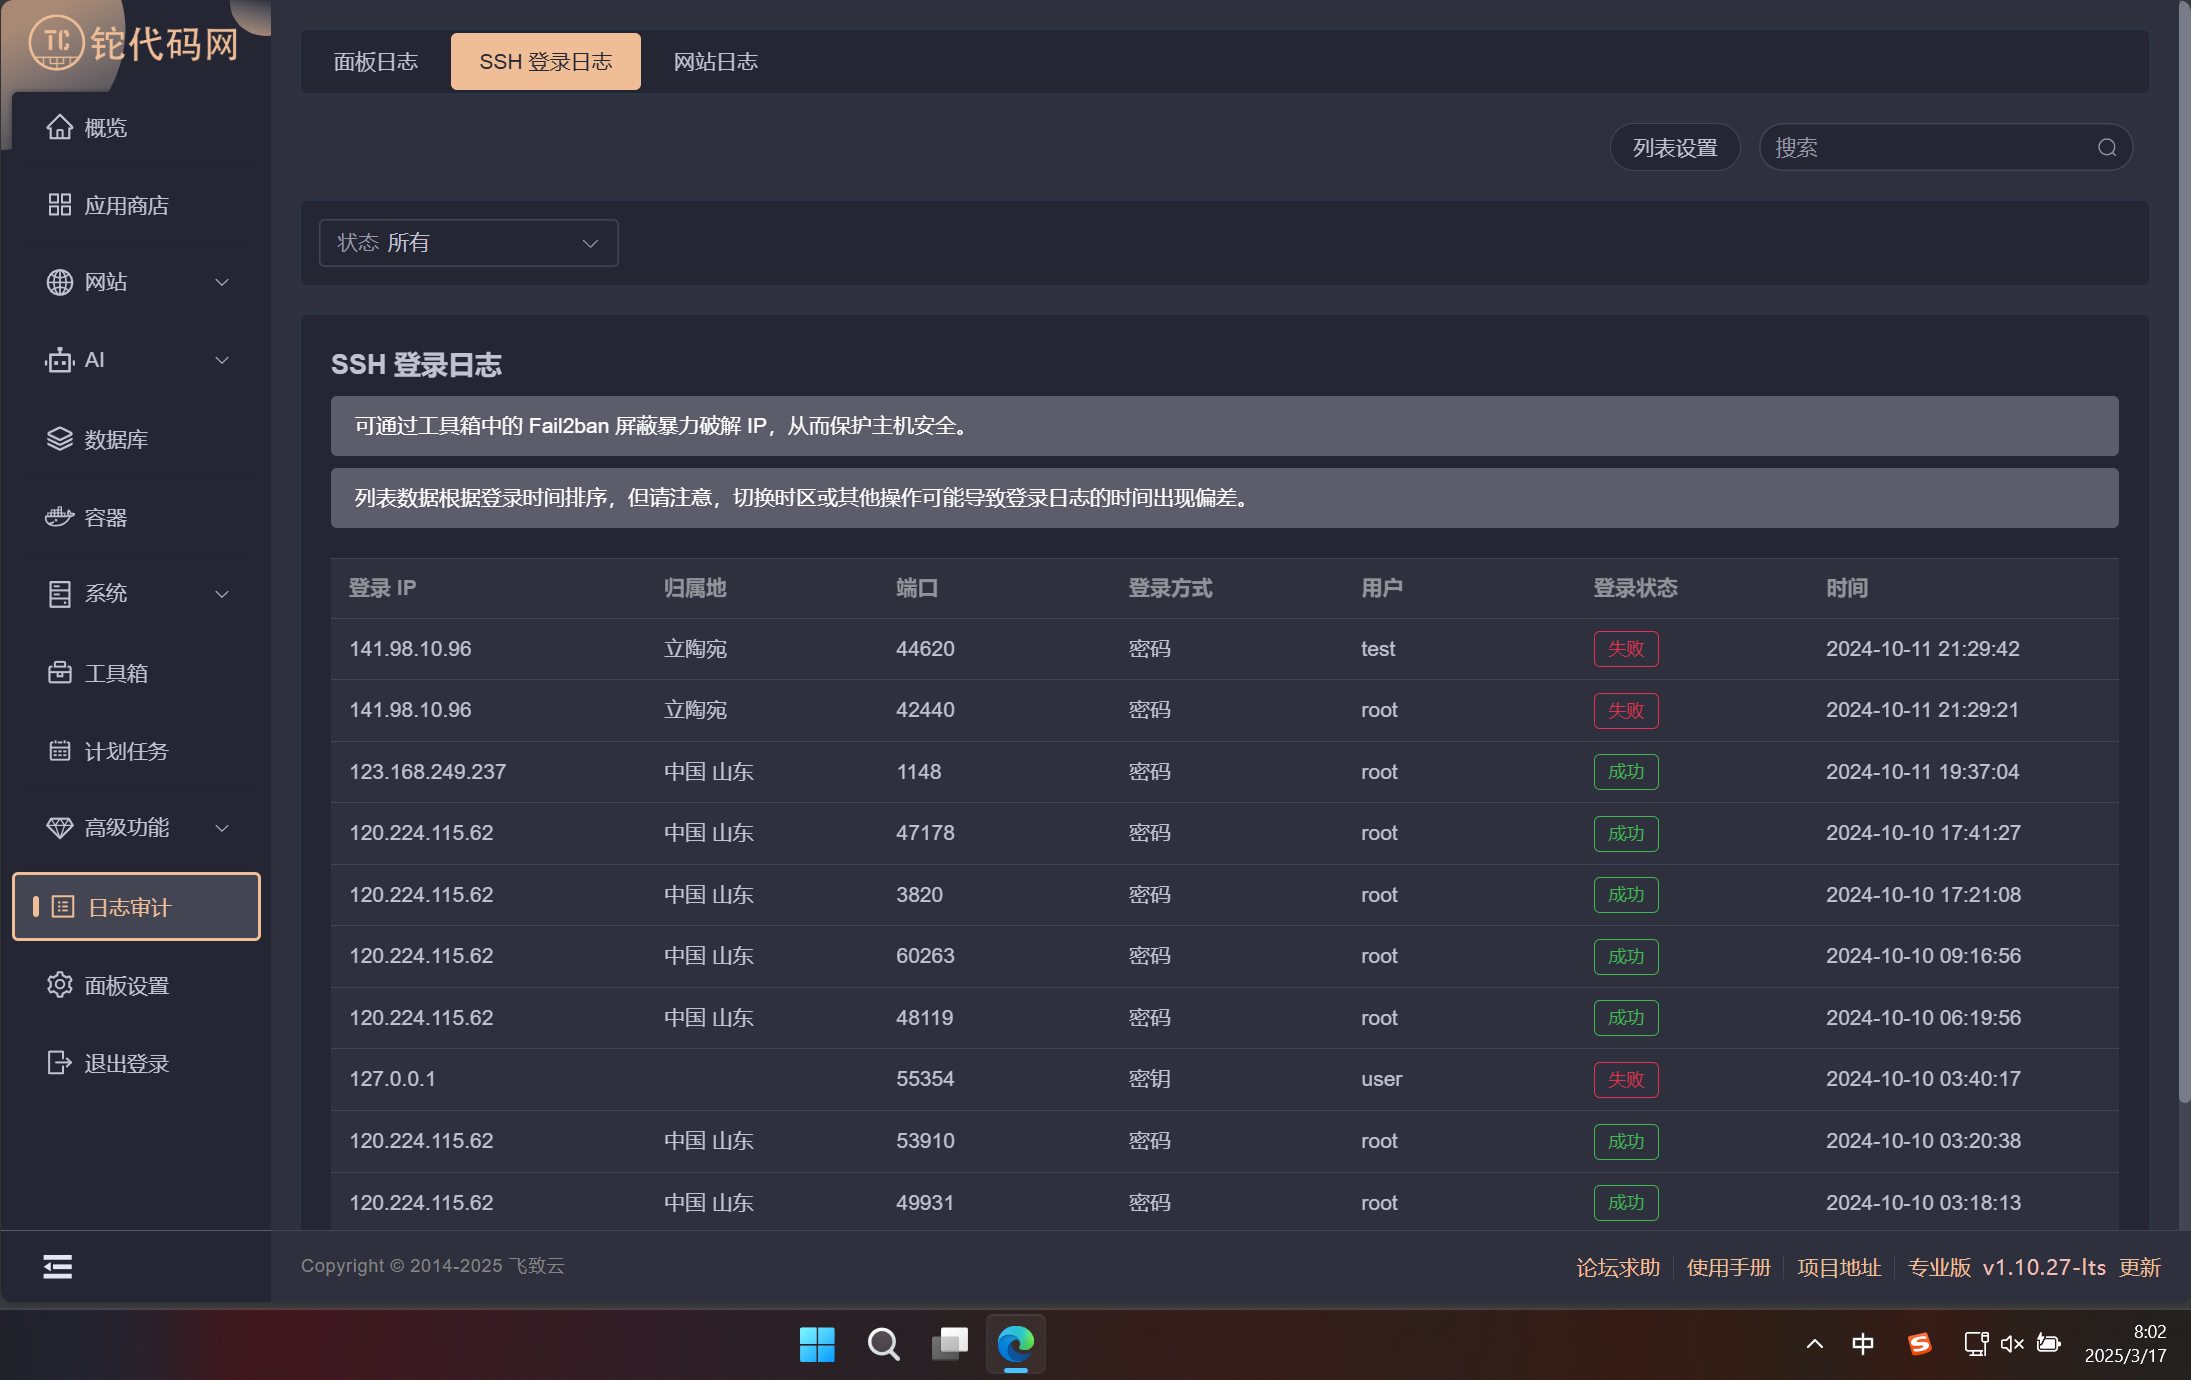 TC 铊代码网
概览
应用商店
网站
AI
数据库
容器
系统
工具箱
计划任务
高级功能
日志审计
面板设置
退出登录
面板日志 SSH 登录日志 网站日志
列表设置 搜索
状态 所有
SSH 登录日志
可通过工具箱中的 Fail2ban 屏蔽暴力破解 IP，从而保护主机安全。
列表数据根据登录时间排序，但请注意，切换时区或其他操作可能导致登录日志的时间出现偏差。
登录 IP 归属地 端口 登录方式 用户 登录状态 时间
141.98.10.96 立陶宛 44620 密码 test 失败 2024-10-11 21:29:42
141.98.10.96 立陶宛 42440 密码 root 失败 2024-10-11 21:29:21
123.168.249.237 中国 山东 1148 密码 root 成功 2024-10-11 19:37:04
120.224.115.62 中国 山东 47178 密码 root 成功 2024-10-10 17:41:27
120.224.115.62 中国 山东 3820 密码 root 成功 2024-10-10 17:21:08
120.224.115.62 中国 山东 60263 密码 root 成功 2024-10-10 09:16:56
120.224.115.62 中国 山东 48119 密码 root 成功 2024-10-10 06:19:56
127.0.0.1 55354 密钥 user 失败 2024-10-10 03:40:17
120.224.115.62 中国 山东 53910 密码 root 成功 2024-10-10 03:20:38
120.224.115.62 中国 山东 49931 密码 root 成功 2024-10-10 03:18:13
Copyright © 2014-2025 飞致云
论坛求助 使用手册 项目地址 专业版 v1.10.27-lts 更新
中 8:02
2025/3/17